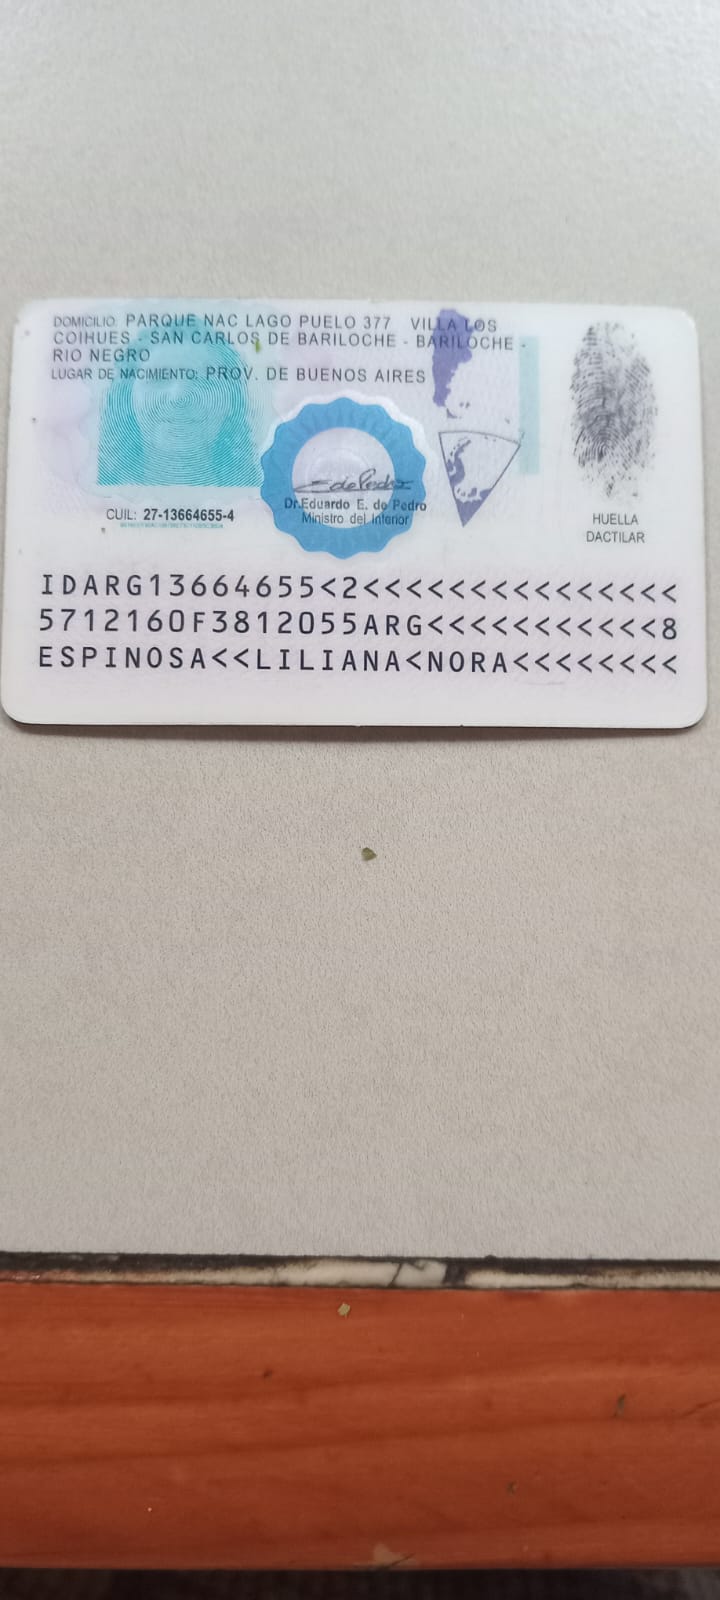 DOMICILIO: PARQUE NAC LAGO PUELO 377 VILLA LOS
COIHUES - SAN CARLOS DE BARILOCHE - BARILOCHE -
RIO NEGRO
LUGAR DE NACIMIENTO: PROV. DE BUENOS AIRES
CUIL: 27-13664655-4
Dr. Eduardo E. de Pedro
Ministro del Interior
HUELLA
DACTILAR
IDARG13664655<2<<<<<<<<<<<<<<<
5712160F3812055ARG<<<<<<<<<<<8
ESPINOSA<<LILIANA<NORA<<<<<<<<